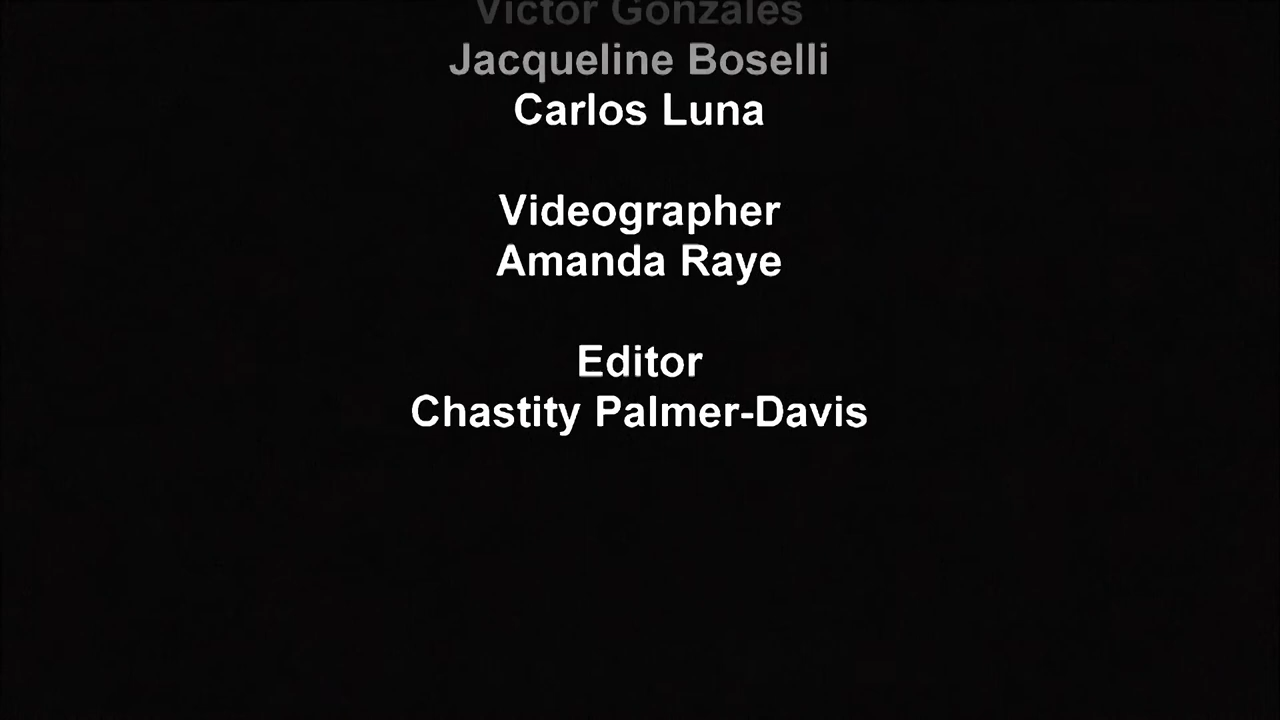 Victor Gonzales
Jacqueline Boselli
Carlos Luna
Videographer
Amanda Raye
Editor
Chastity Palmer-Davis